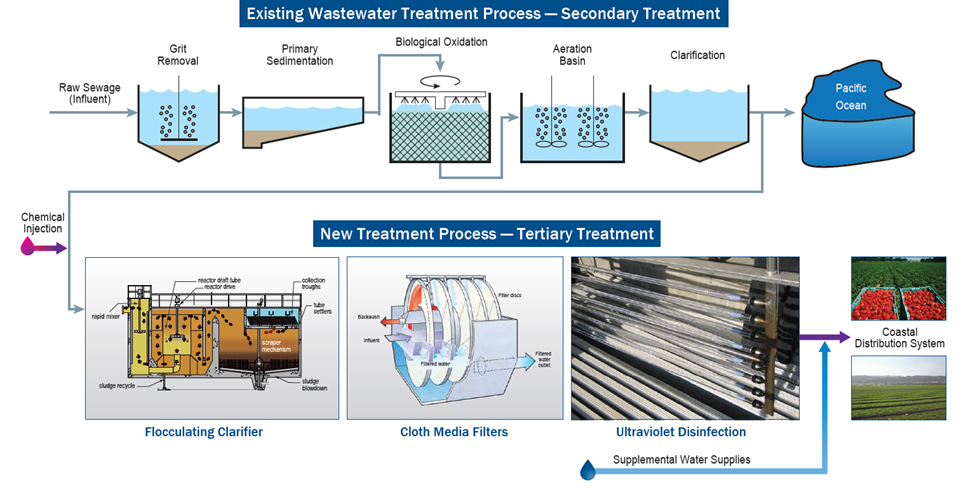 Existing Wastewater Treatment Process — Secondary Treatment
Grit
Removal
Primary
Sedimentation
Biological Oxidation
Aeration
Basin
Clarification
Raw Sewage
(Influent)
Pacific
Ocean
Chemical
Injection
New Treatment Process — Tertiary Treatment
reactor draft tube
reactor drive
collection
troughs
rapid mixer
tube
settlers
scraper
mechanism
sludge recycle
sludge
blowdown
Flocculating Clarifier
Filter discs
Backwash
Influent
Filtered water
Filtered
water
outlet
Cloth Media Filters
Ultraviolet Disinfection
Coastal
Distribution System
Supplemental Water Supplies